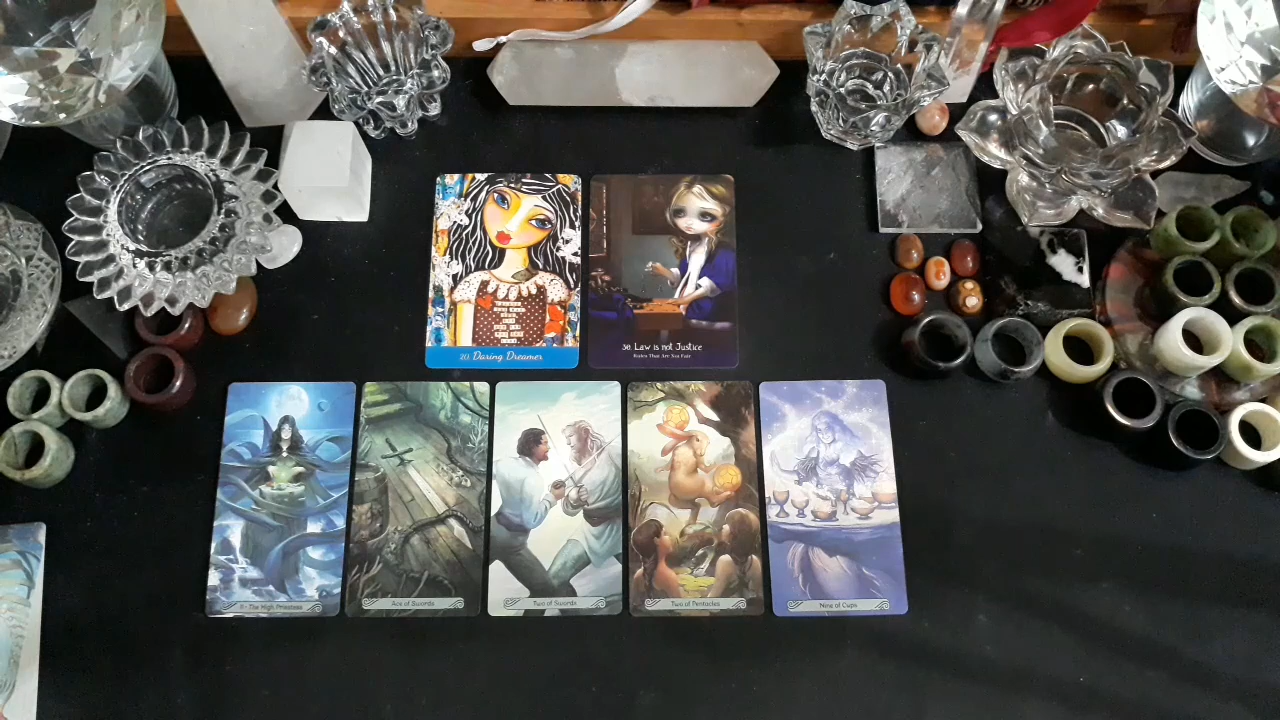 20. Daring Dreamer
30. Law is not Justice
Rules That Are Not Fair
II - The High Priestess
Ace of Swords
Two of Swords
Two of Pentacles
Nine of Cups